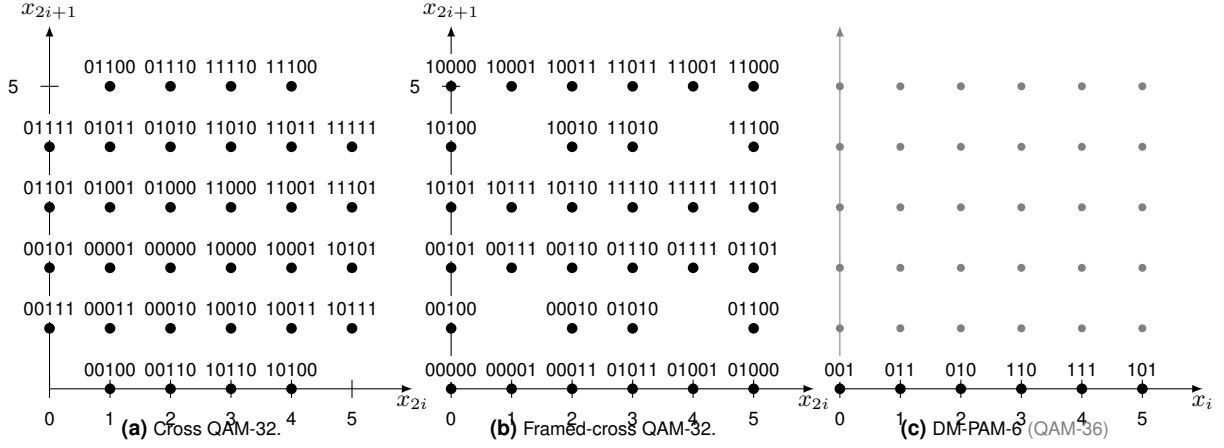 x_{2i+1} x_{2i+1} x_{i+1}
01100 01110 11110 11100 10000 10001 10011 11011 11001 11000
5 5
01111 01011 01010 11010 11011 11111 10100 10010 11010 11100
01101 01001 01000 11000 11001 11101 10101 10111 10110 11110 11111 11101
00101 00001 00000 10000 10001 10101 00101 00111 00110 01110 01111 01101
00111 00011 00010 10010 10011 10111 00100 00010 01010 01100
00100 00110 10110 10100 00000 00001 00011 01011 01001 01000 001 011 010 110 111 101
x_{2i} x_{2i} x_i
0 1 2 3 4 5 0 1 2 3 4 5 0 1 2 3 4 5
(a) Cross QAM-32. (b) Framed-cross QAM-32. (c) DM-PAM-6 (QAM-36)